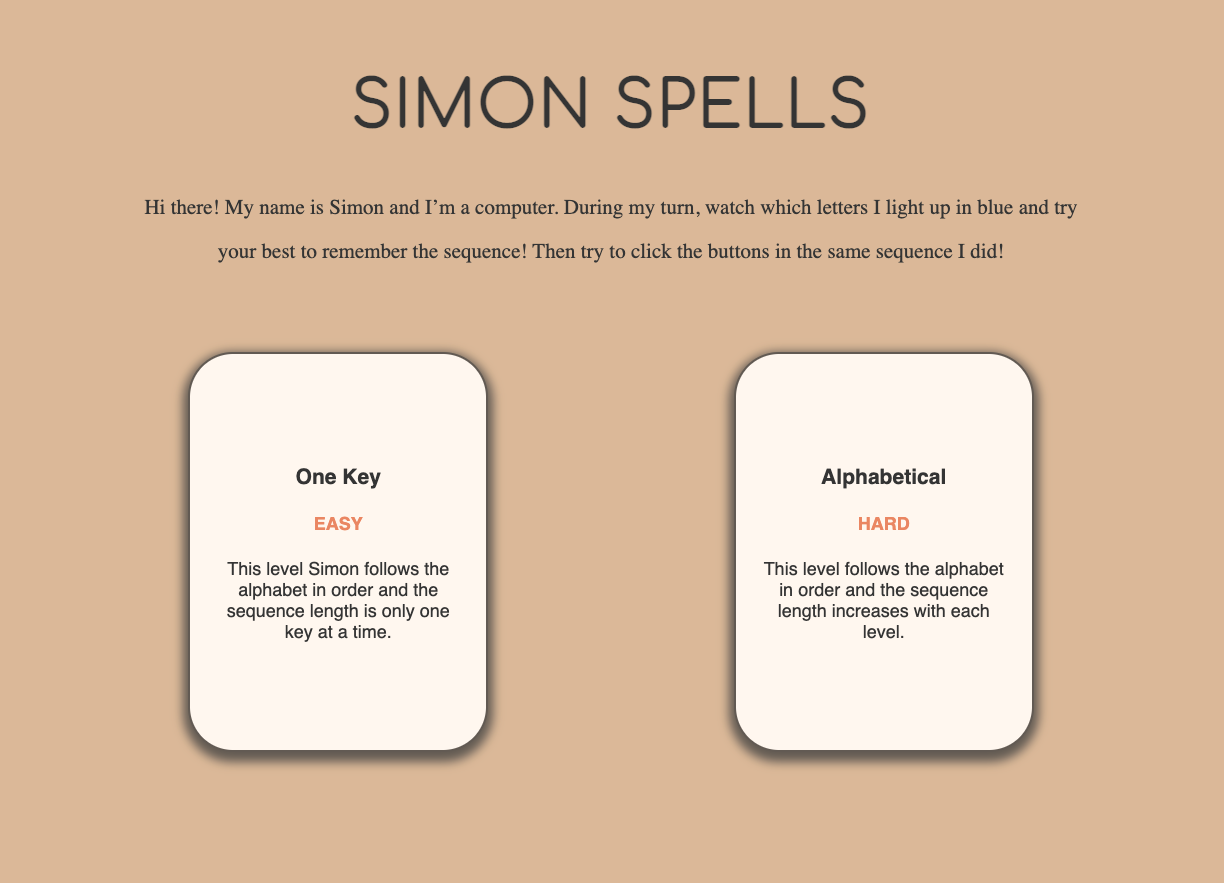 SIMON SPELLS
Hi there! My name is Simon and I’m a computer. During my turn, watch which letters I light up in blue and try
your best to remember the sequence! Then try to click the buttons in the same sequence I did!
One Key
EASY
This level Simon follows the
alphabet in order and the
sequence length is only one
key at a time.
Alphabetical
HARD
This level follows the alphabet
in order and the sequence
length increases with each
level.